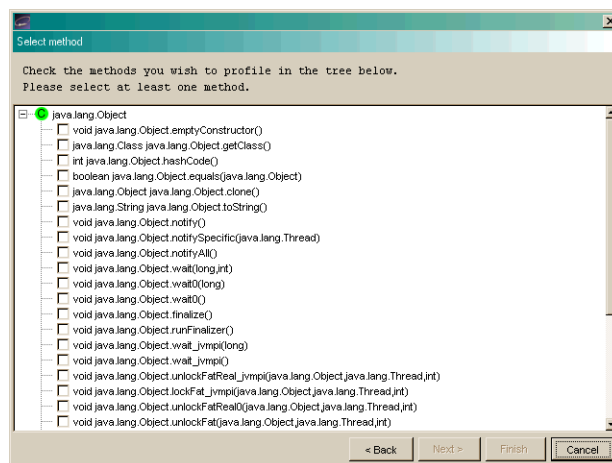 Select method
Check the methods you wish to profile in the tree below.
Please select at least one method.
java.lang.Object
void java.lang.Object.emptyConstructor()
java.lang.Class java.lang.Object.getClass()
int java.lang.Object.hashCode()
boolean java.lang.Object.equals(java.lang.Object)
java.lang.Object java.lang.Object.clone()
java.lang.String java.lang.Object.toString()
void java.lang.Object.notify()
void java.lang.Object.notifySpecific(java.lang.Thread)
void java.lang.Object.notifyAll()
void java.lang.Object.wait(long,int)
void java.lang.Object.wait0(long)
void java.lang.Object.wait0()
void java.lang.Object.finalize()
void java.lang.Object.runFinalizer()
void java.lang.Object.wait_jvmpi(long)
void java.lang.Object.wait_jvmpi()
void java.lang.Object.unlockFatReal_jvmpi(java.lang.Object,java.lang.Thread,int)
void java.lang.Object.lockFat_jvmpi(java.lang.Object,java.lang.Thread,int)
void java.lang.Object.unlockFatReal0(java.lang.Object,java.lang.Thread,int)
void java.lang.Object.unlockFat(java.lang.Object,java.lang.Thread,int)
< Back Next > Finish Cancel